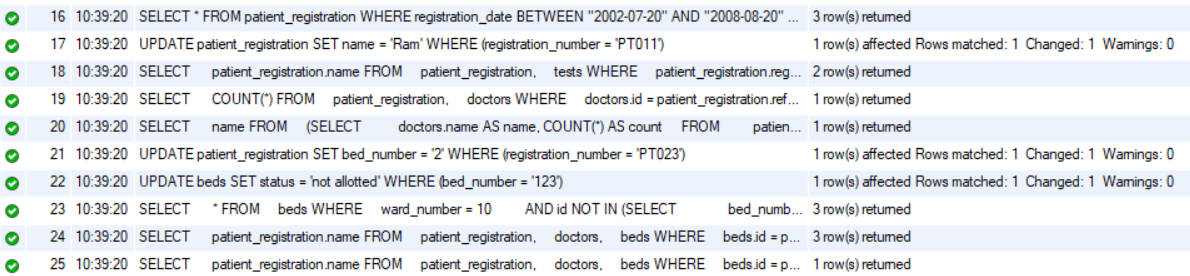 16 10:39:20 SELECT * FROM patient_registration WHERE registration_date BETWEEN "2002-07-20" AND "2008-08-20" ... 3 row(s) returned
17 10:39:20 UPDATE patient_registration SET name = 'Ram' WHERE (registration_number = 'PT011') 1 row(s) affected Rows matched: 1 Changed: 1 Warnings: 0
18 10:39:20 SELECT patient_registration.name FROM patient_registration, tests WHERE patient_registration.reg... 2 row(s) returned
19 10:39:20 SELECT COUNT(*) FROM patient_registration, doctors WHERE doctors.id = patient_registration.ref... 1 row(s) returned
20 10:39:20 SELECT name FROM (SELECT doctors.name AS name, COUNT(*) AS count FROM patien... 1 row(s) returned
21 10:39:20 UPDATE patient_registration SET bed_number = '2' WHERE (registration_number = 'PT023') 1 row(s) affected Rows matched: 1 Changed: 1 Warnings: 0
22 10:39:20 UPDATE beds SET status = 'not allotted' WHERE (bed_number = '123') 1 row(s) affected Rows matched: 1 Changed: 1 Warnings: 0
23 10:39:20 SELECT * FROM beds WHERE ward_number = 10 AND id NOT IN (SELECT bed_numb... 3 row(s) returned
24 10:39:20 SELECT patient_registration.name FROM patient_registration, doctors, beds WHERE beds.id = p... 3 row(s) returned
25 10:39:20 SELECT patient_registration.name FROM patient_registration, doctors, beds WHERE beds.id = p... 1 row(s) returned